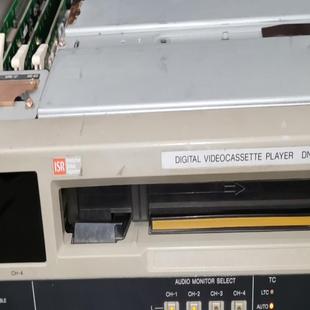 ISR
DIGITAL VIDEOCASSETTE PLAYER DN
CH-4
AUDIO MONITOR SELECT
TC
CH-1 CH-2 CH-3 CH-4
LTC
AUTO